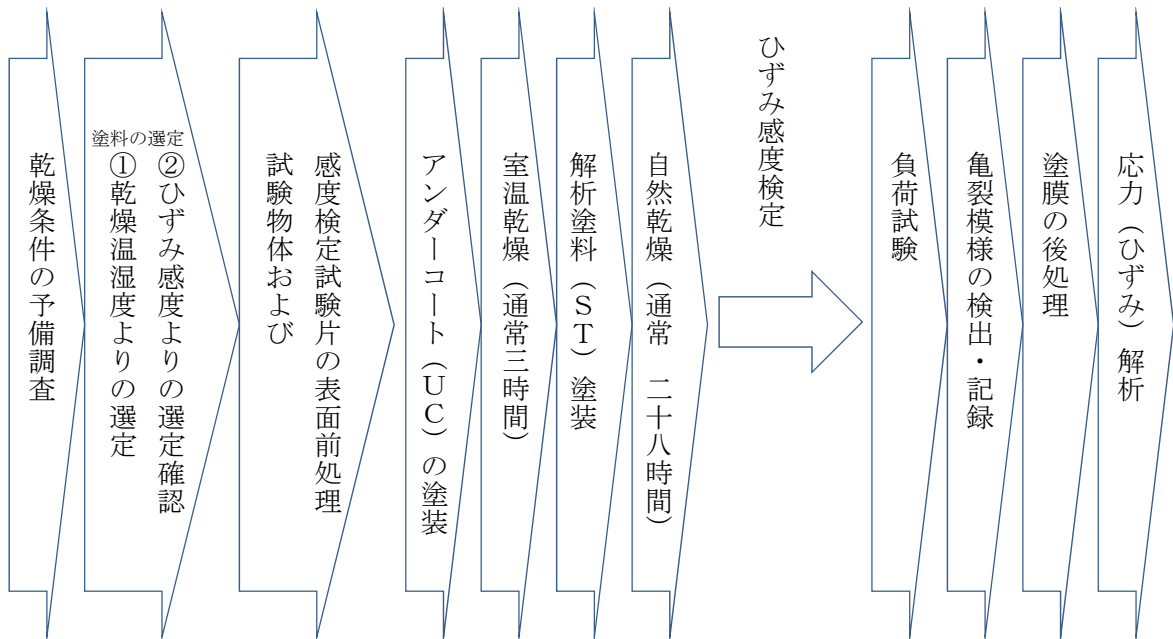 乾燥条件の予備調査
塗料の選定
①乾燥温湿度よりの選定
②ひずみ感度よりの選定確認
試験物体および
感度検定試験片の表面前処理
アンダーコート（UC）の塗装
室温乾燥（通常三時間）
解析塗料（ST）塗装
自然乾燥（通常　二十八時間）
ひずみ感度検定
負荷試験
亀裂模様の検出・記録
塗膜の後処理
応力（ひずみ）解析